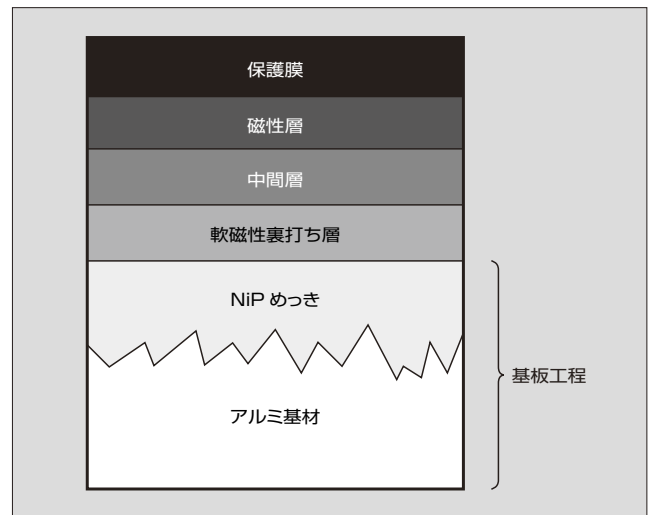 保護膜
磁性層
中間層
軟磁性裏打ち層
NiP めっき
基板工程
アルミ基材